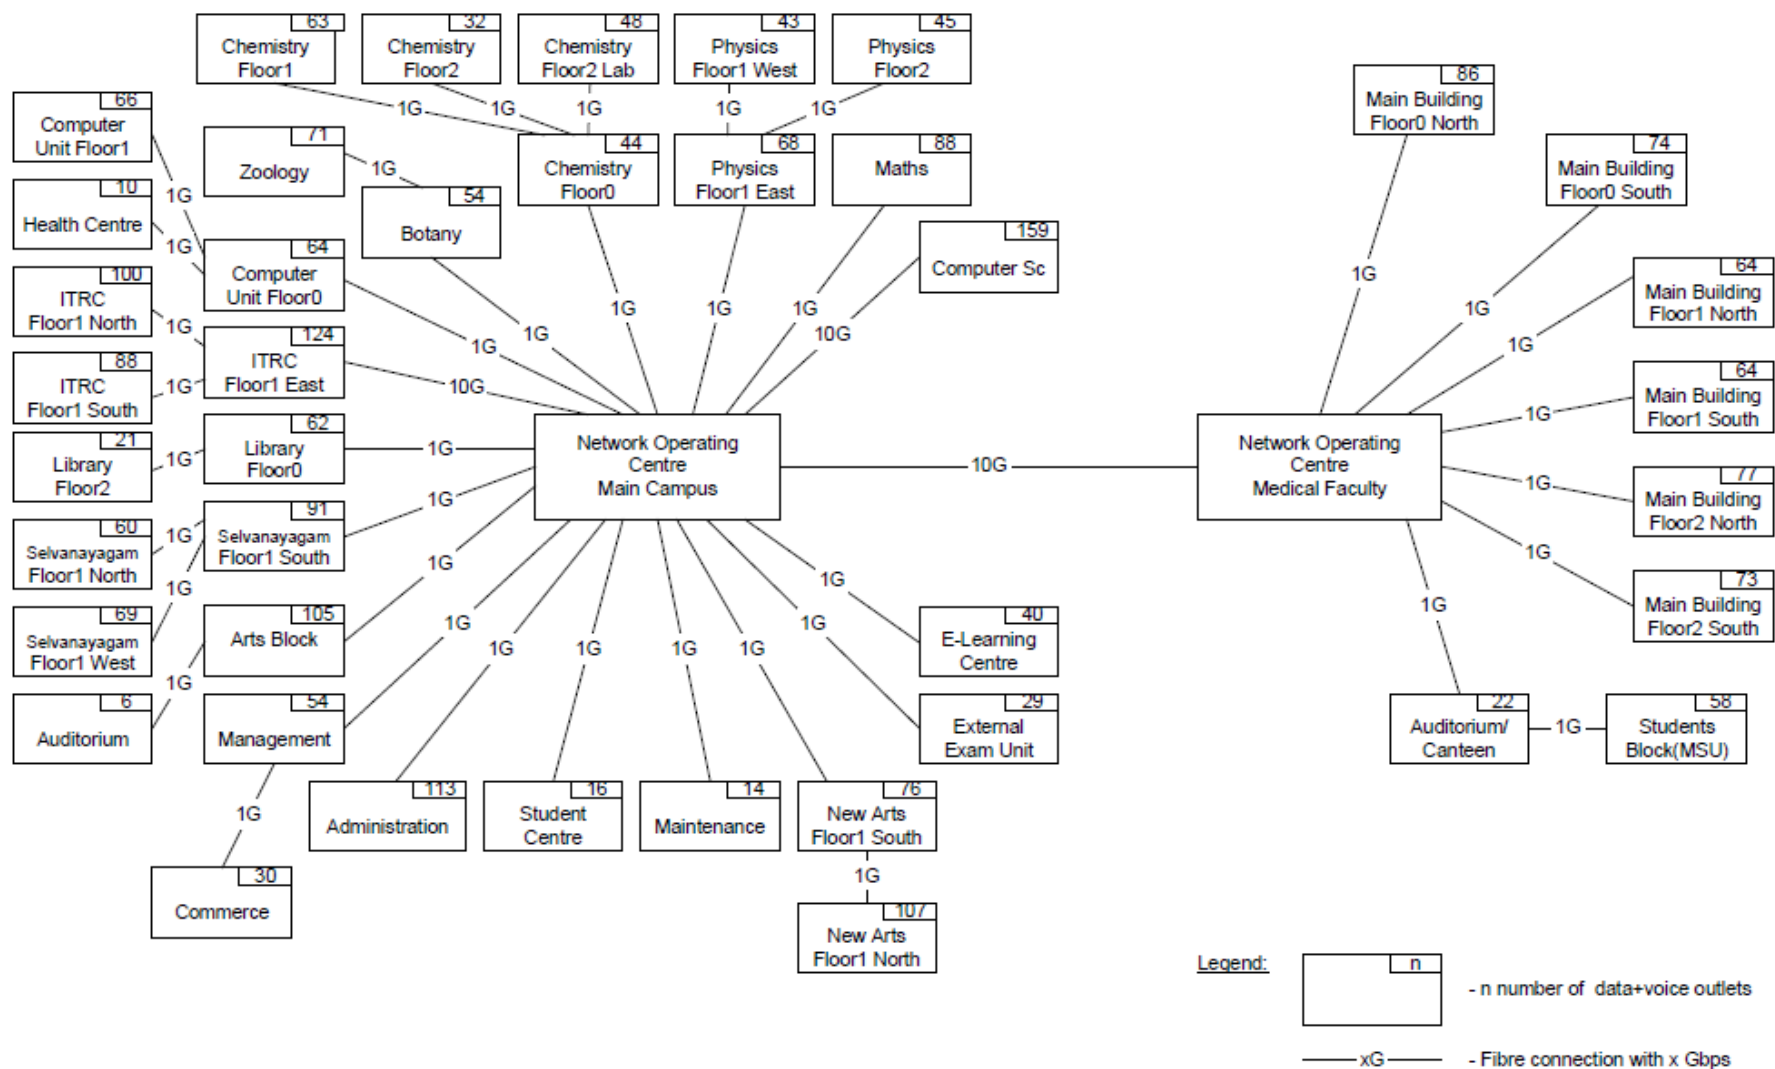 63
Chemistry
Floor1
32
Chemistry
Floor2
48
Chemistry
Floor2 Lab
43
Physics
Floor1 West
45
Physics
Floor2
86
Main Building
Floor0 North
66
Computer
Unit Floor1
1G
1G
1G
1G
1G
71
Zoology
1G
44
Chemistry
Floor0
68
Physics
Floor1 East
88
Maths
74
Main Building
Floor0 South
10
Health Centre
1G
1G
54
Botany
159
Computer Sc
64
Computer
Unit Floor0
100
ITRC
Floor1 North
1G
1G
1G
1G
1G
10G
1G
1G
64
Main Building
Floor1 North
1G
124
ITRC
Floor1 East
1G
10G
88
ITRC
Floor1 South
1G
64
Main Building
Floor1 South
1G
21
Library
Floor2
1G
62
Library
Floor0
1G
Network Operating
Centre
Main Campus
10G
Network Operating
Centre
Medical Faculty
1G
77
Main Building
Floor2 North
60
Selvanayagam
Floor1 North
1G
91
Selvanayagam
Floor1 South
1G
1G
1G
1G
73
Main Building
Floor2 South
69
Selvanayagam
Floor1 West
105
Arts Block
1G
1G
1G
1G
1G
1G
1G
1G
40
E-Learning
Centre
1G
6
Auditorium
1G
54
Management
29
External
Exam Unit
22
Auditorium/
Canteen
1G
58
Students
Block(MSU)
113
Administration
16
Student
Centre
14
Maintenance
76
New Arts
Floor1 South
1G
30
Commerce
1G
107
New Arts
Floor1 North
Legend:
n
- n number of data+voice outlets
xG
- Fibre connection with x Gbps